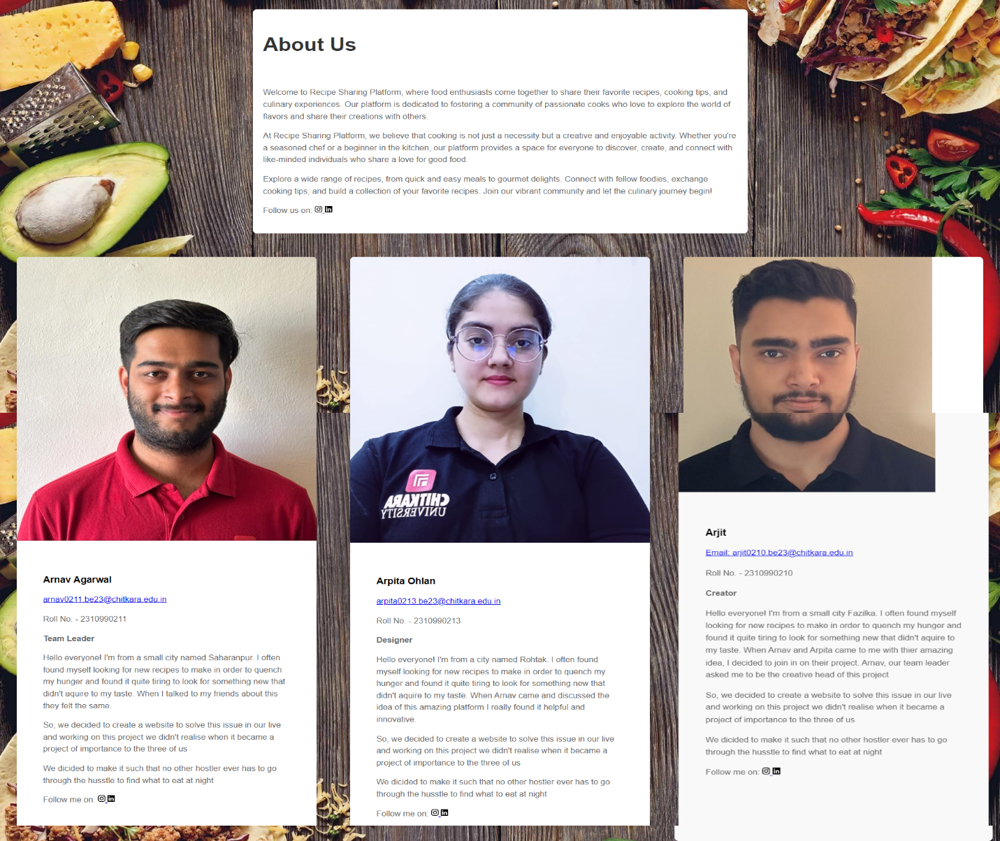 About Us
Welcome to Recipe Sharing Platform, where food enthusiasts come together to share their favorite recipes, cooking tips, and
culinary experiences. Our platform is dedicated to fostering a community of passionate cooks who love to explore the world of
flavors and share their creations with others.
At Recipe Sharing Platform, we believe that cooking is not just a necessity but a creative and enjoyable activity. Whether you're
a seasoned chef or a beginner in the kitchen, our platform provides a space for everyone to discover, create, and connect with
like-minded individuals who share a love for good food.
Explore a wide range of recipes, from quick and easy meals to gourmet delights. Connect with fellow foodies, exchange
cooking tips, and build a collection of your favorite recipes. Join our vibrant community and let the culinary journey begin!
Follow us on:
Arnav Agarwal
arnav0211.be23@chitkara.edu.in
Roll No. - 2310990211
Team Leader
Hello everyone! I'm from a small city named Saharanpur. I often
found myself looking for new recipes to make in order to quench
my hunger and found it quite tiring to look for something new that
didn't aquire to my taste. When I talked to my friends about this
they felt the same.
So, we decided to create a website to solve this issue in our live
and working on this project we didn't realise when it became a
project of importance to the three of us
We dicided to make it such that no other hostler ever has to go
through the husstle to find what to eat at night
Follow me on:
CHITKARA
UNIVERSITY
Arpita Ohlan
arpita0213.be23@chitkara.edu.in
Roll No. - 2310990213
Designer
Hello everyone! I'm from a city named Rohtak. I often found
myself looking for new recipes to make in order to quench my
hunger and found it quite tiring to look for something new that
didn't aquire to my taste. When Arnav came and discussed the
idea of this amazing platform I really found it helpful and
innovative.
So, we decided to create a website to solve this issue in our live
and working on this project we didn't realise when it became a
project of importance to the three of us
We dicided to make it such that no other hostler ever has to go
through the husstle to find what to eat at night
Follow me on:
Arjit
Email: arjit0210.be23@chitkara.edu.in
Roll No. - 2310990210
Creator
Hello everyone! I'm from a small city Fazilka. I often found myself
looking for new recipes to make in order to quench my hunger and
found it quite tiring to look for something new that didn't aquire to
my taste. When Arnav and Arpita came to me with thier amazing
idea, I decided to join in on their project. Arnav, our team leader
asked me to be the creative head of this project
So, we decided to create a website to solve this issue in our live
and working on this project we didn't realise when it became a
project of importance to the three of us
We dicided to make it such that no other hostler ever has to go
through the husstle to find what to eat at night
Follow me on: